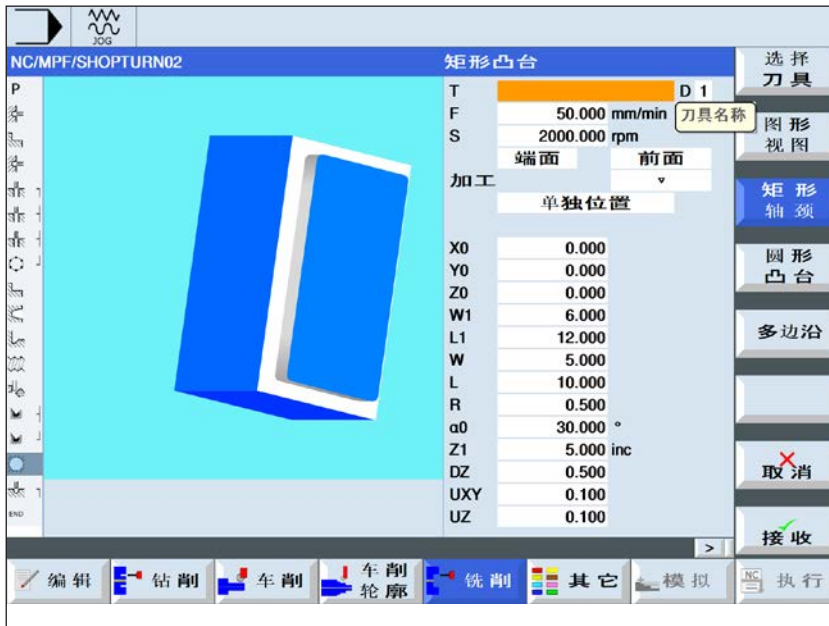 JOG
NC/MPF/SHOPTURN02
矩形凸台
选择
刀具
P
T D 1
刀具名称
F 50.000 mm/min
S 2000.000 rpm
端面 前面
加工 ▿
单独位置
X0 0.000
Y0 0.000
Z0 0.000
W1 6.000
L1 12.000
W 5.000
L 10.000
R 0.500
α0 30.000 °
Z1 5.000 inc
DZ 0.500
UXY 0.100
UZ 0.100
END
图形
视图
矩形
轴颈
圆形
凸台
多边沿
取消
接收
>
编辑
钻削
车削
车削
轮廓
铣削
其它
模拟
NC
执行